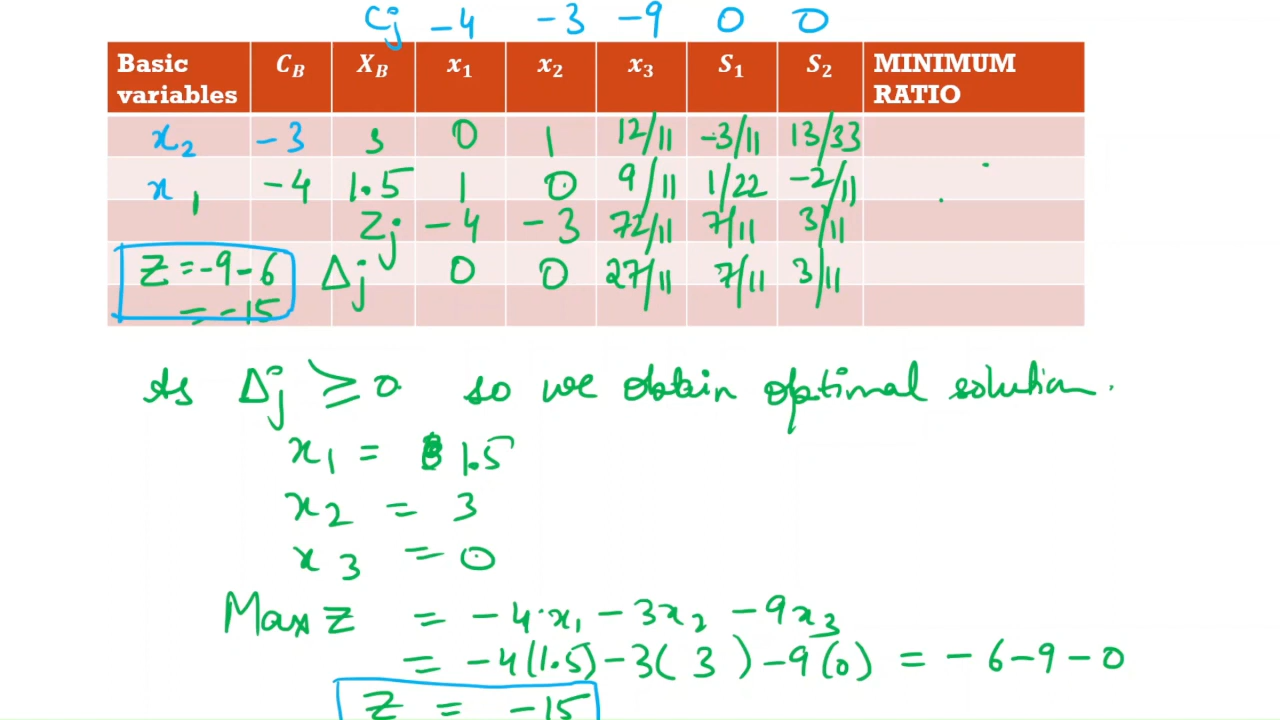 Cj -4 -3 -9 0 0
Basic variables C_B X_B x₁ x₂ x₃ S₁ S₂ MINIMUM RATIO
x₂ -3 3 0 1 12/11 -3/11 13/33
x₁ -4 1.5 1 0 9/11 1/22 -2/11
Zj -4 -3 72/11 7/11 3/11
Z = -9-6 Δj 0 0 27/11 7/11 3/11
= -15
As Δj ≥ 0 so we obtain optimal solution.
x₁ = 1.5
x₂ = 3
x₃ = 0
Max Z = -4·x₁ - 3x₂ - 9x₃
= -4(1.5) - 3(3) - 9(0) = -6-9-0
Z = -15